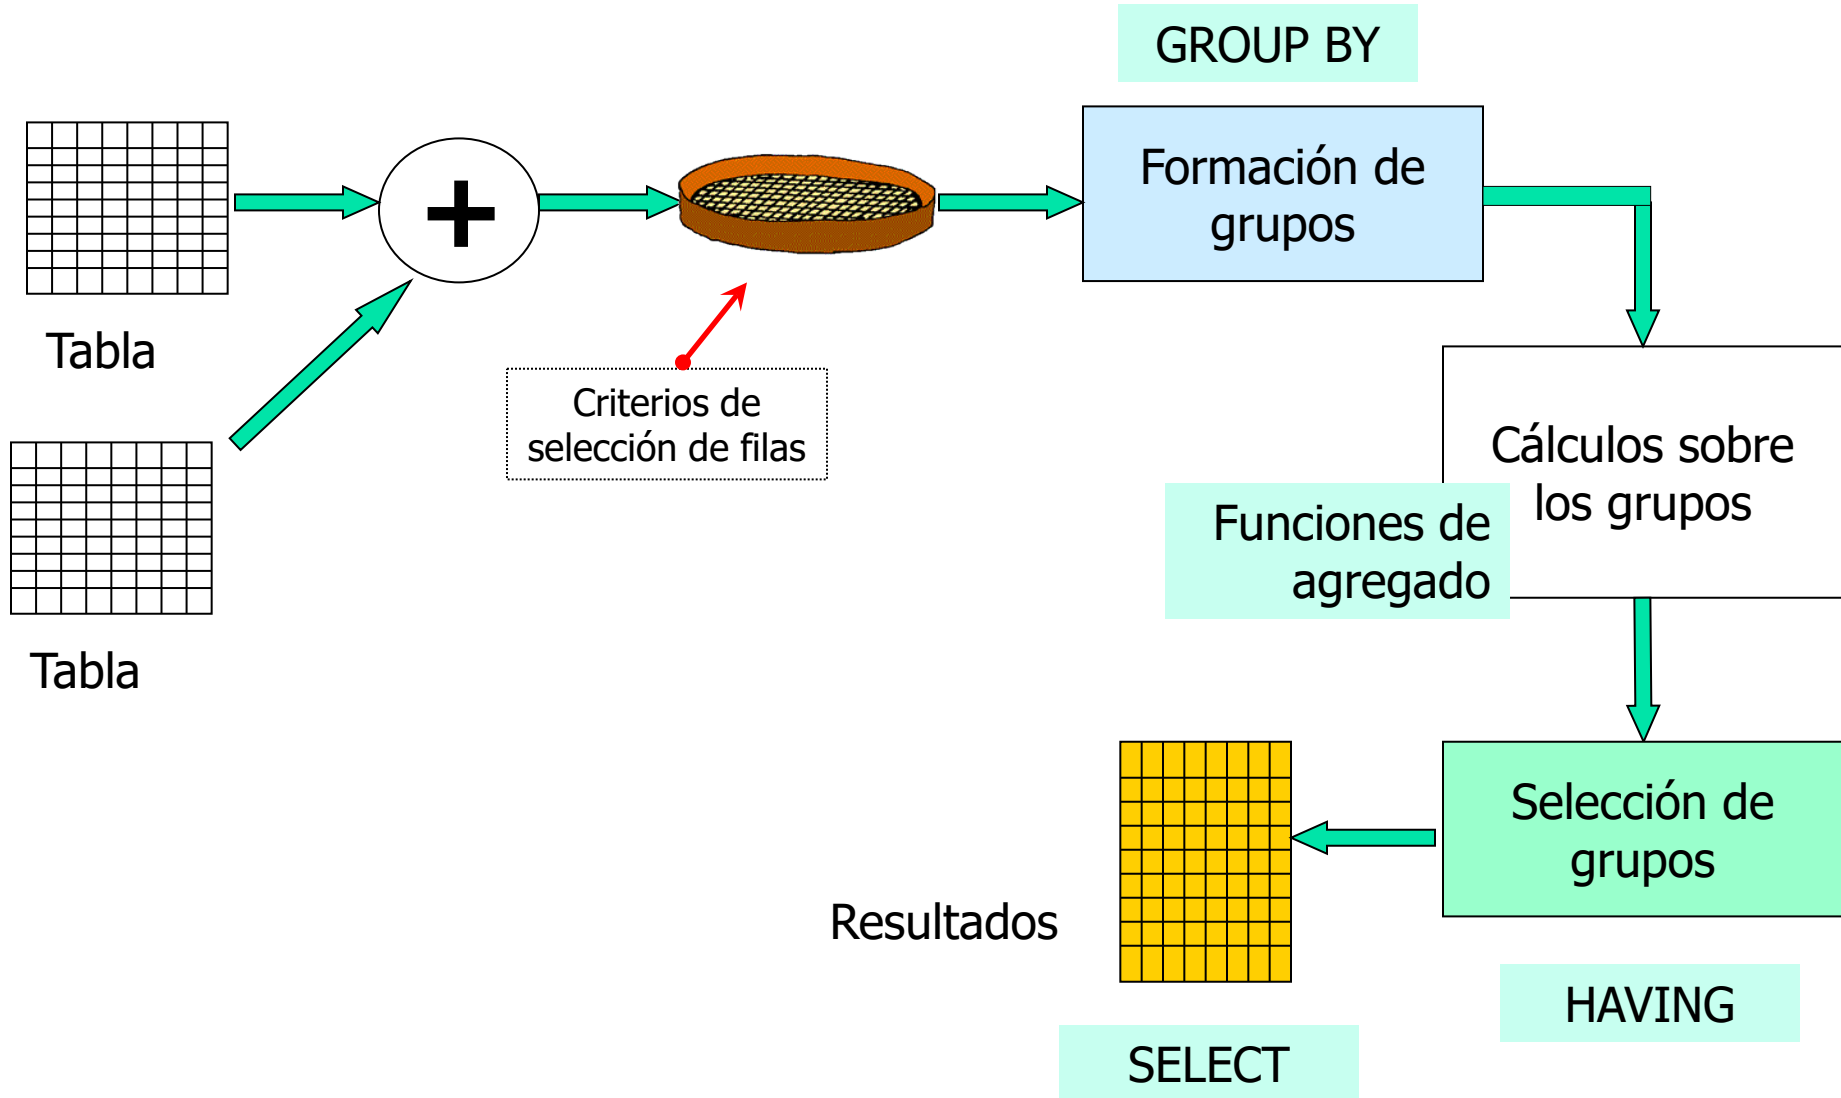 GROUP BY
Formación de
grupos
+
Tabla
Criterios de
selección de filas
Cálculos sobre
los grupos
Funciones de
agregado
Tabla
Selección de
grupos
Resultados
HAVING
SELECT